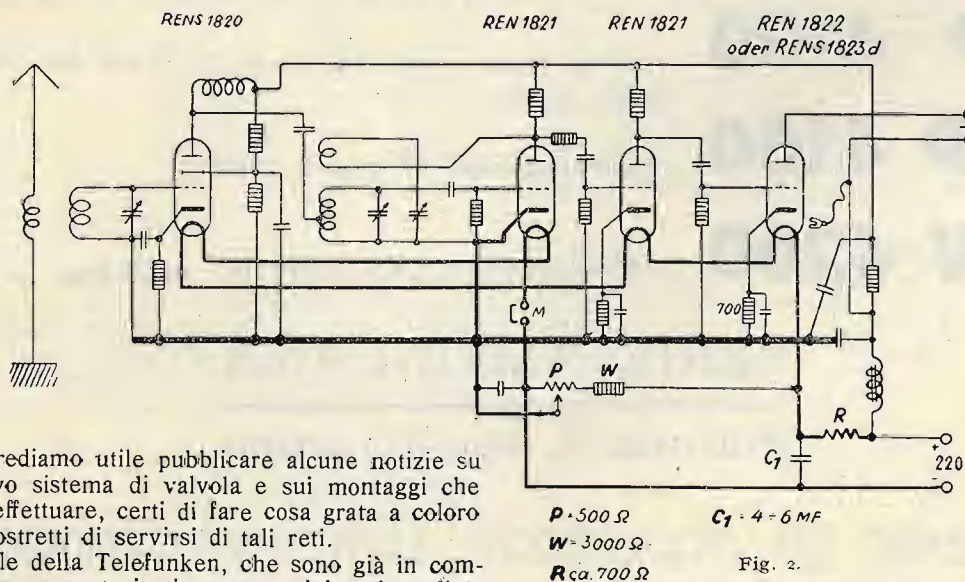 RENS 1820
REN 1821
REN 1821
REN 1822
oder RENS 1823 d
M
700
P
W
R
C₁
+
220
−
P = 500 Ω
W = 3000 Ω
R ca. 700 Ω
C₁ = 4 ÷ 6 MF
Fig. 2.
rediamo utile pubblicare alcune notizie su
vo sistema di valvola e sui montaggi che
effettuare, certi di fare cosa grata a coloro
ostretti di servirsi di tali reti.
le della Telefunken, che sono già in com-